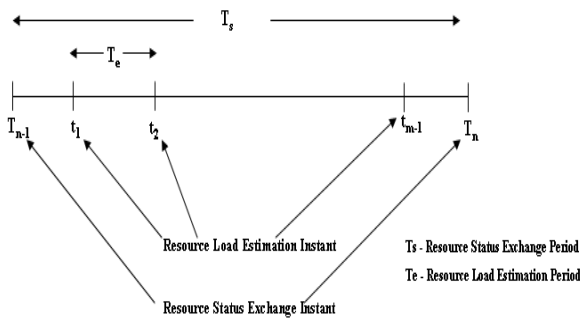 Ts
Te
Tn-1
t1
t2
tm-1
Tn
Resource Load Estimation Instant
Ts - Resource Status Exchange Period
Te - Resource Load Estimation Period
Resource Status Exchange Instant